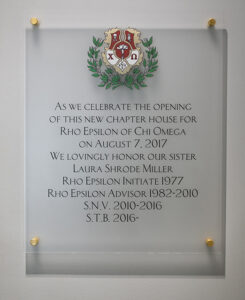 X Ω
As we celebrate the opening
of this new chapter house for
Rho Epsilon of Chi Omega
on August 7, 2017
We lovingly honor our sister
Laura Shrode Miller
Rho Epsilon Initiate 1977
Rho Epsilon Advisor 1982-2010
S.N.V. 2010-2016
S.T.B. 2016-